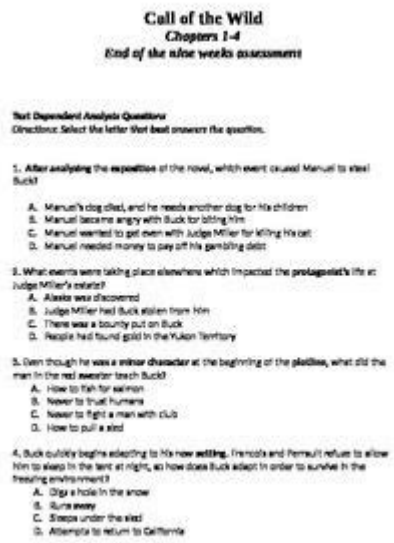 Call of the Wild
Chapters 1-4
End of the nine weeks assessment
Text Dependent Analysis Questions
Directions: Select the letter that best answers the question.
1. After analyzing the exposition of the novel, which event caused Manuel to steal
Buck?
A. Manuel's dog died, and he needs another dog for his children
B. Manuel became angry with Buck for biting him
C. Manuel wanted to get even with Judge Miller for killing his cat
D. Manuel needed money to pay off his gambling debt
2. What events were taking place elsewhere which impacted the protagonist's life at
Judge Miller's estate?
A. Alaska was discovered
B. Judge Miller had Buck stolen from him
C. There was a bounty put on Buck
D. People had found gold in the Yukon Territory
3. Even though he was a minor character at the beginning of the plotline, what did the
man in the red sweater teach Buck?
A. How to fish for salmon
B. Never to trust humans
C. Never to fight a man with club
D. How to pull a sled
4. Buck quickly begins adapting to his new setting. Francois and Perrault refuse to allow
him to sleep in the tent at night, so how does Buck adapt in order to survive in the
freezing environment?
A. Digs a hole in the snow
B. Runs away
C. Sleeps under the sled
D. Attempts to return to California